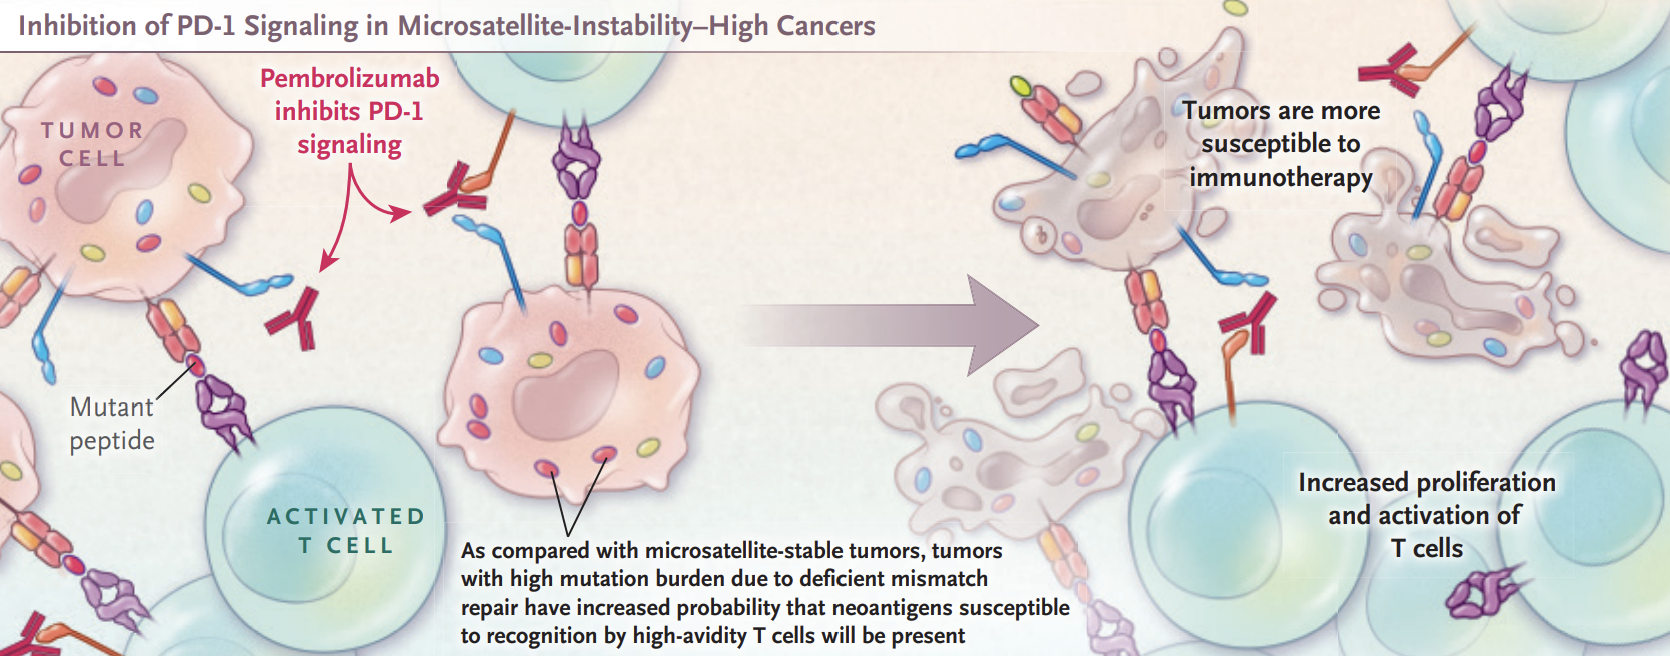 Inhibition of PD-1 Signaling in Microsatellite-Instability–High Cancers
TUMOR
CELL
Pembrolizumab
inhibits PD-1
signaling
Mutant
peptide
ACTIVATED
T CELL
As compared with microsatellite-stable tumors, tumors
with high mutation burden due to deficient mismatch
repair have increased probability that neoantigens susceptible
to recognition by high-avidity T cells will be present
Tumors are more
susceptible to
immunotherapy
Increased proliferation
and activation of
T cells